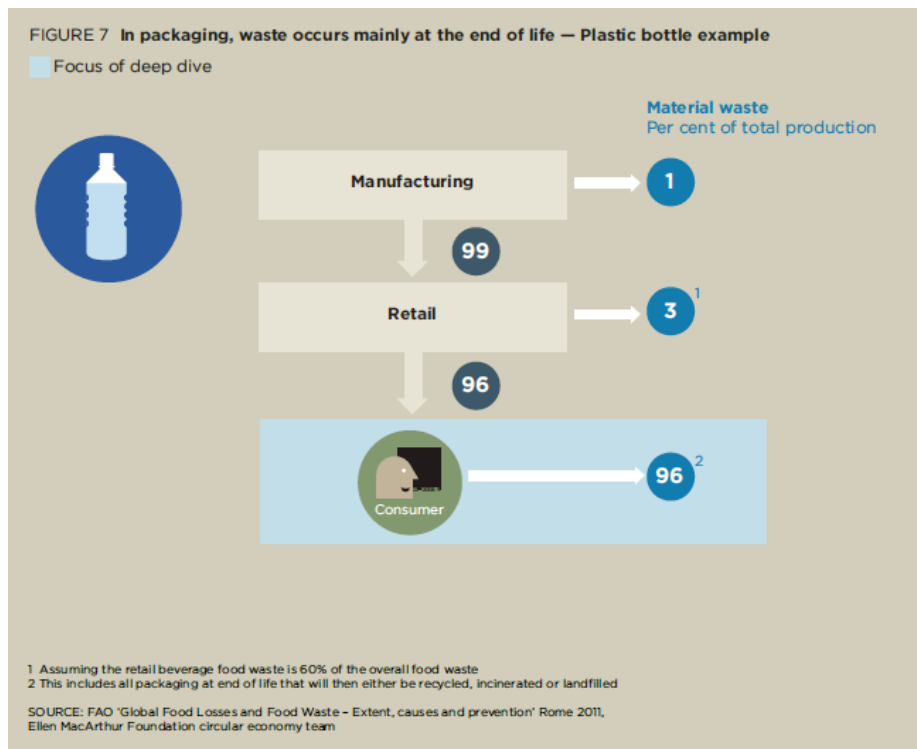 FIGURE 7 In packaging, waste occurs mainly at the end of life — Plastic bottle example
Focus of deep dive
Material waste
Per cent of total production
Manufacturing
1
99
Retail
3 1
96
Consumer
96 2
1 Assuming the retail beverage food waste is 60% of the overall food waste
2 This includes all packaging at end of life that will then either be recycled, incinerated or landfilled
SOURCE: FAO ‘Global Food Losses and Food Waste – Extent, causes and prevention’ Rome 2011,
Ellen MacArthur Foundation circular economy team